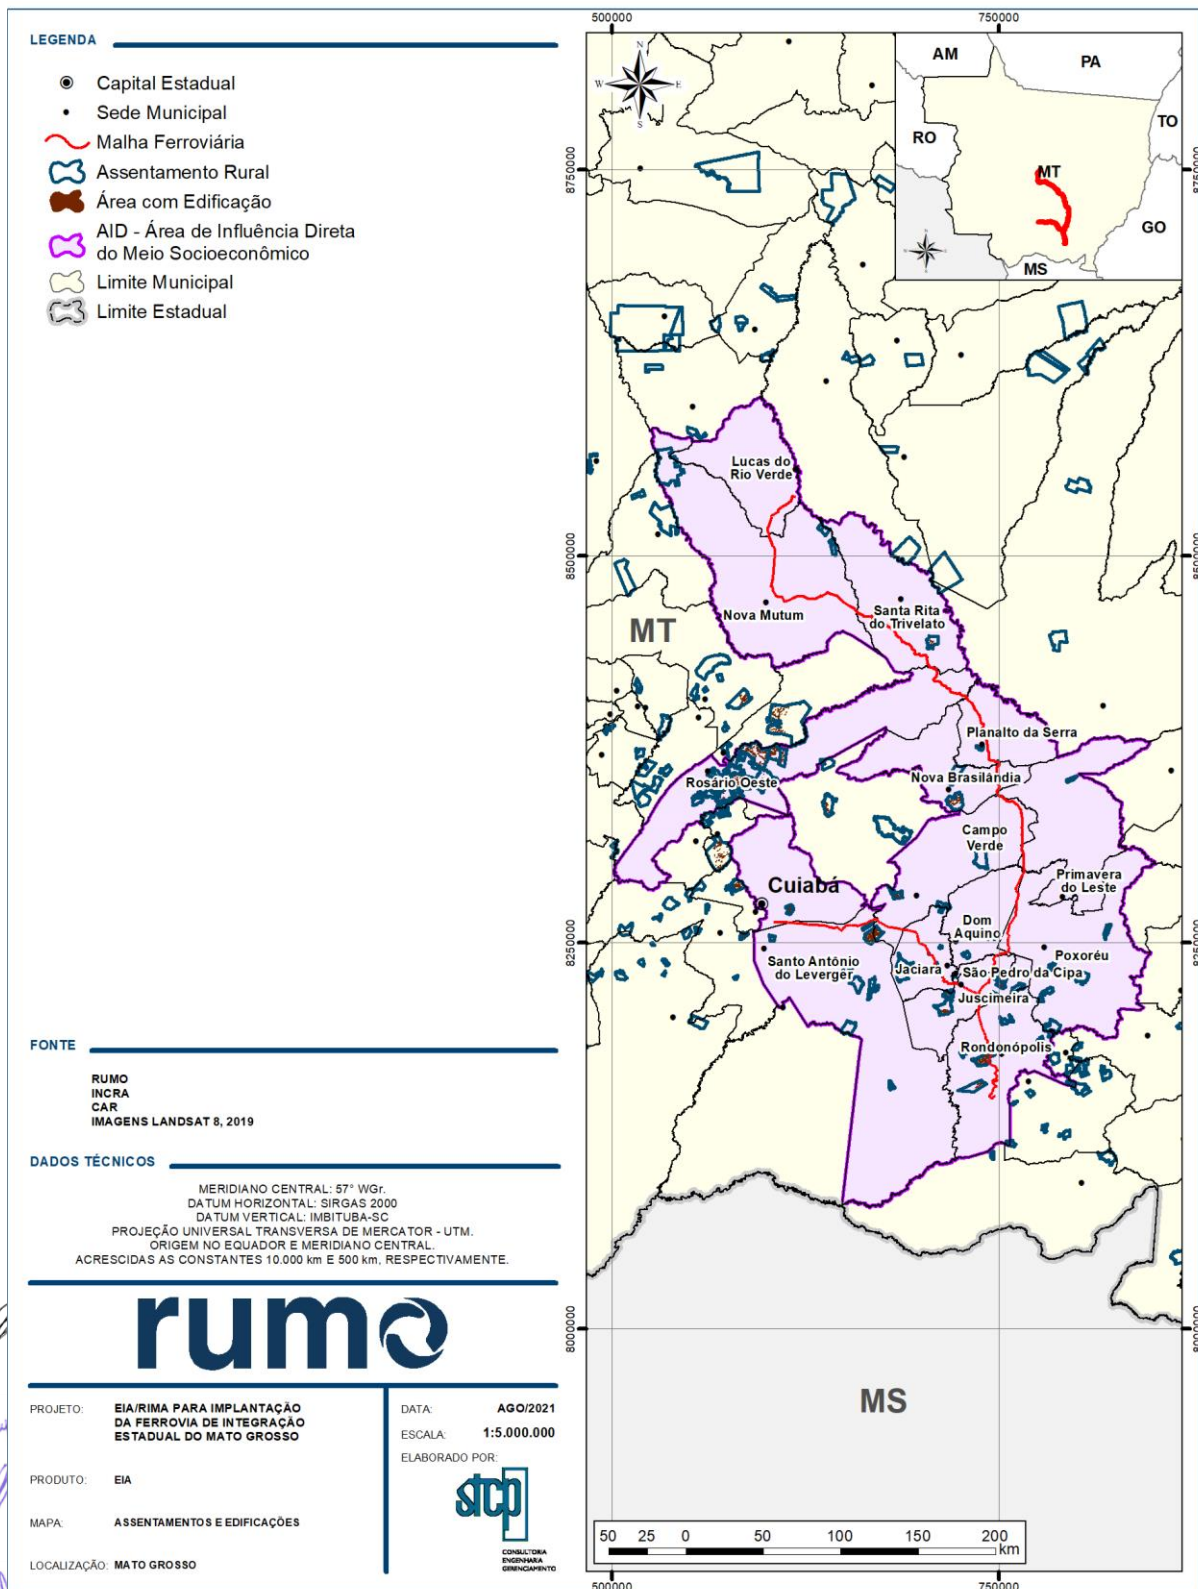 LEGENDA
Capital Estadual
Sede Municipal
Malha Ferroviária
Assentamento Rural
Área com Edificação
AID - Área de Influência Direta
do Meio Socioeconômico
Limite Municipal
Limite Estadual
500000
750000
N
W
E
S
AM
PA
RO
TO
MT
GO
MS
8750000
8750000
Lucas do
Rio Verde
8500000
8500000
Nova Mutum
Santa Rita
do Trivelato
MT
Planalto da Serra
Rosário Oeste
Nova Brasilândia
Campo
Verde
Primavera
do Leste
Cuiabá
Dom
Aquino
8250000
8250000
Santo Antônio
do Leverger
Jaciara
São Pedro da Cipa
Poxoréu
Juscimeira
Rondonópolis
8000000
8000000
MS
50 25 0 50 100 150 200
km
500000
750000
FONTE
RUMO
INCRA
CAR
IMAGENS LANDSAT 8, 2019
DADOS TÉCNICOS
MERIDIANO CENTRAL: 57° WGr.
DATUM HORIZONTAL: SIRGAS 2000
DATUM VERTICAL: IMBITUBA-SC
PROJEÇÃO UNIVERSAL TRANSVERSA DE MERCATOR - UTM.
ORIGEM NO EQUADOR E MERIDIANO CENTRAL.
ACRESCIDAS AS CONSTANTES 10.000 km E 500 km, RESPECTIVAMENTE.
rumo
PROJETO: EIA/RIMA PARA IMPLANTAÇÃO
DA FERROVIA DE INTEGRAÇÃO
ESTADUAL DO MATO GROSSO
PRODUTO: EIA
MAPA: ASSENTAMENTOS E EDIFICAÇÕES
LOCALIZAÇÃO: MATO GROSSO
DATA: AGO/2021
ESCALA: 1:5.000.000
ELABORADO POR:
stcp
CONSULTORIA
ENGENHARIA
GERENCIAMENTO